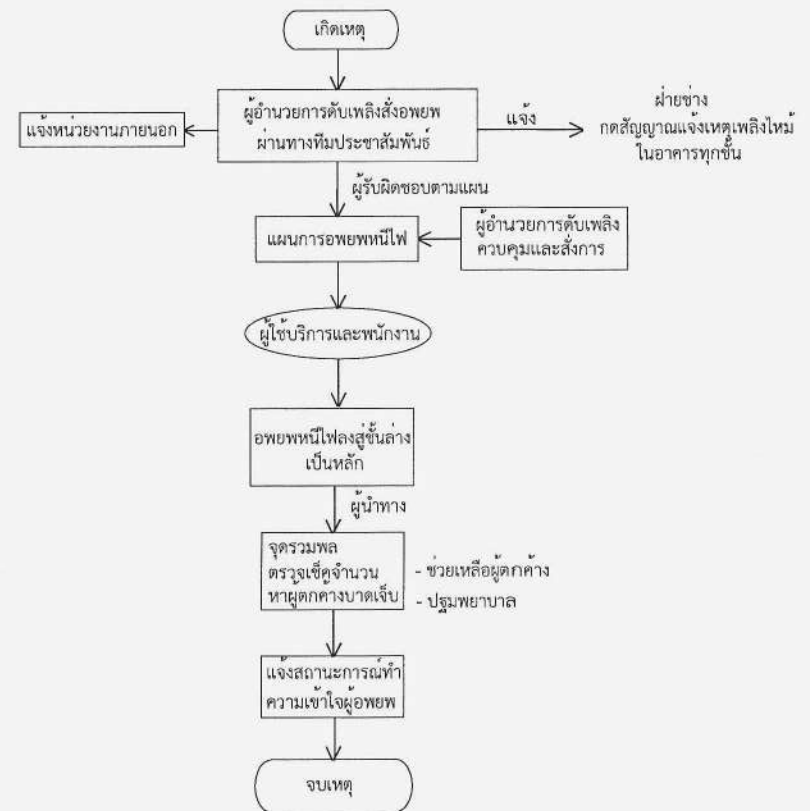 เกิดเหตุ
ผู้อำนวยการดับเพลิงสั่งอพยพ
ผ่านทางทีมประชาสัมพันธ์
แจ้งหน่วยงานภายนอก
แจ้ง
ฝ่ายช่าง
กดสัญญาณแจ้งเหตุเพลิงไหม้
ในอาคารทุกชั้น
ผู้รับผิดชอบตามแผน
แผนการอพยพหนีไฟ
ผู้อำนวยการดับเพลิง
ควบคุมและสั่งการ
ผู้ใช้บริการและพนักงาน
อพยพหนีไฟลงสู่ชั้นล่าง
เป็นหลัก
ผู้นำทาง
จุดรวมพล
ตรวจเช็คจำนวน
หาผู้ตกค้างบาดเจ็บ
- ช่วยเหลือผู้ตกค้าง
- ปฐมพยาบาล
แจ้งสถานะการณ์ทำ
ความเข้าใจผู้อพยพ
จบเหตุ